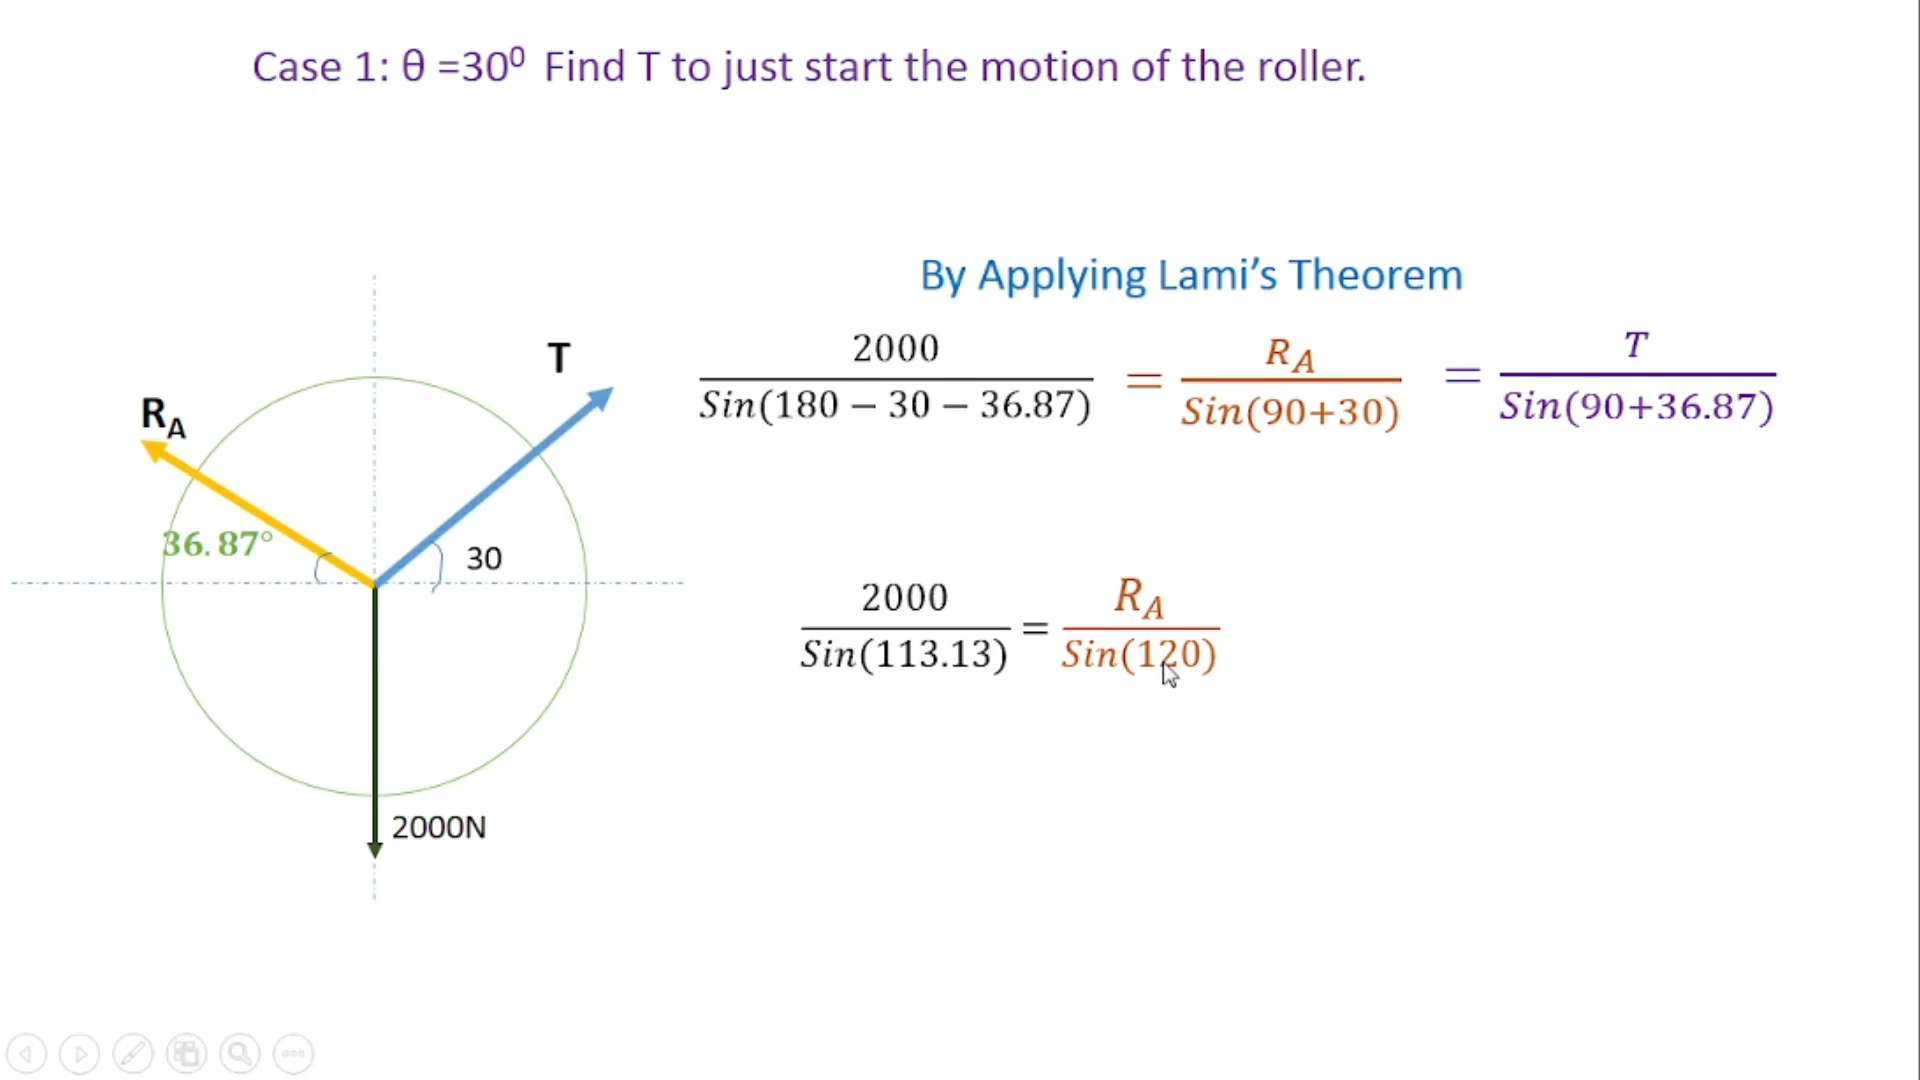 Case 1: θ =30⁰ Find T to just start the motion of the roller.
By Applying Lami's Theorem
2000 / Sin(180 − 30 − 36.87) = R_A / Sin(90+30) = T / Sin(90+36.87)
T
R_A
36.87°
30
2000 / Sin(113.13) = R_A / Sin(120)
2000N